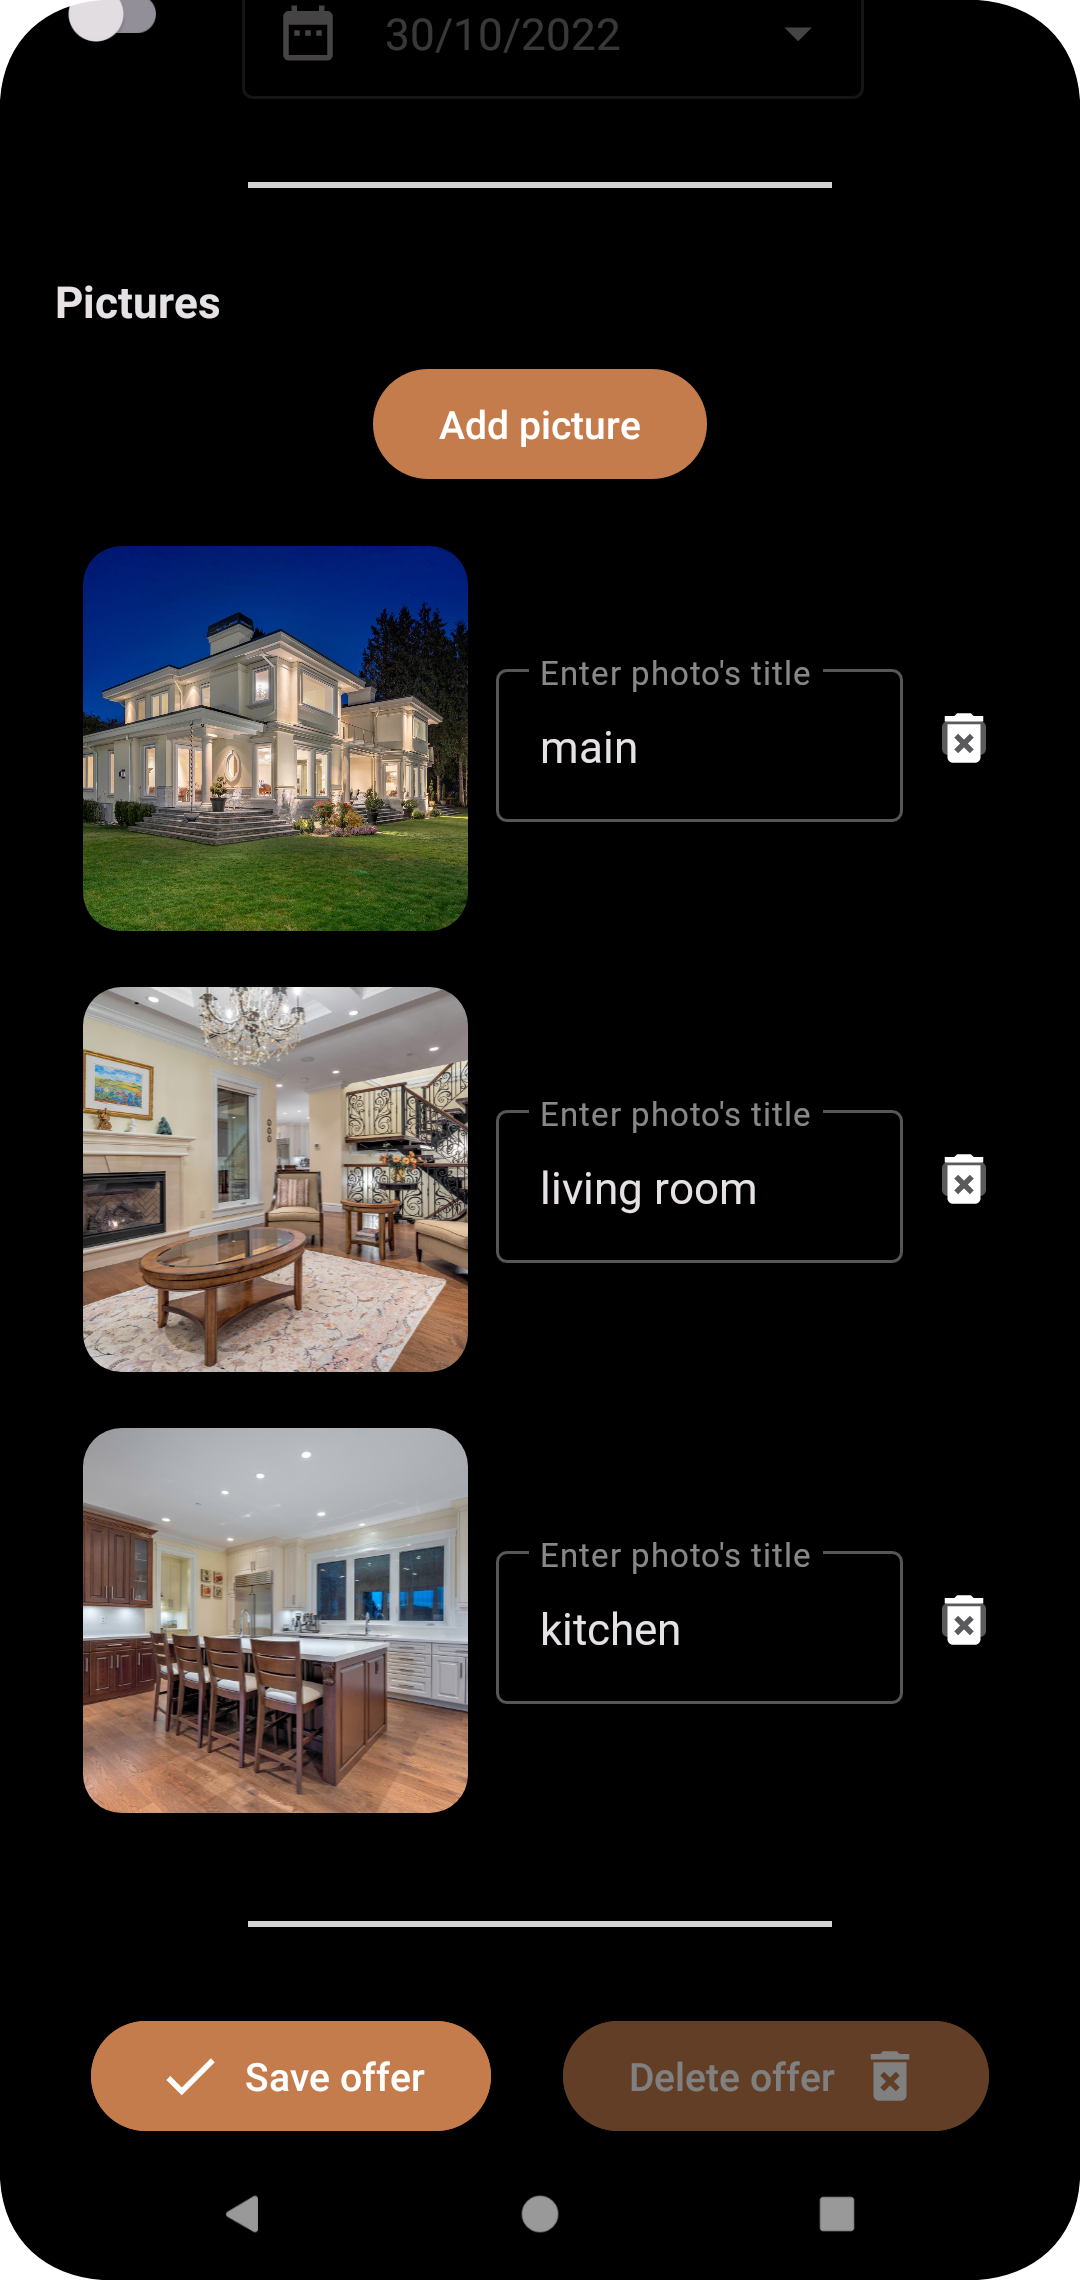 30/10/2022
Pictures
Add picture
Enter photo's title
main
Enter photo's title
living room
Enter photo's title
kitchen
Save offer
Delete offer